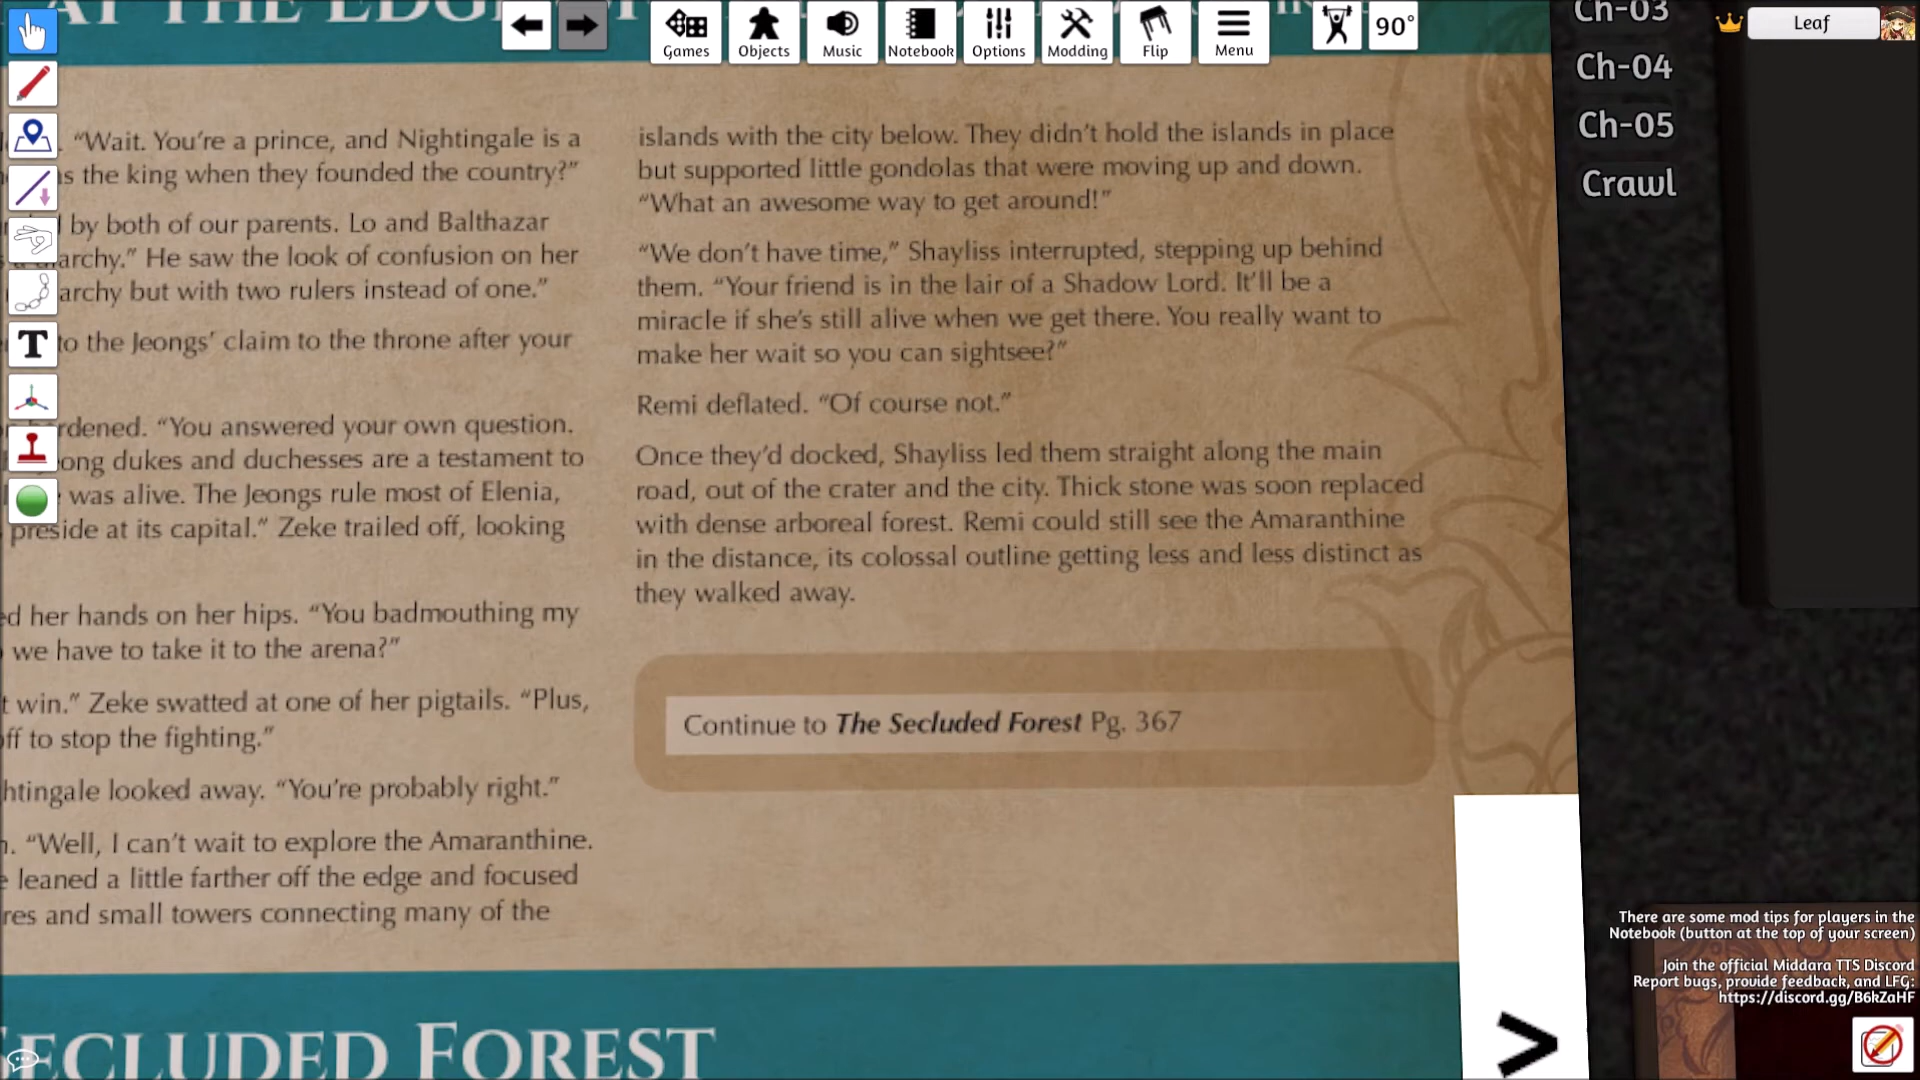 Games
Objects
Music
Notebook
Options
Modding
Flip
Menu
90°
Leaf
Ch-03
Ch-04
Ch-05
Crawl
AT THE EDGE
“Wait. You’re a prince, and Nightingale is a
as the king when they founded the country?”
by both of our parents. Lo and Balthazar
archy.” He saw the look of confusion on her
archy but with two rulers instead of one.”
to the Jeongs’ claim to the throne after your
rdened. “You answered your own question.
ong dukes and duchesses are a testament to
was alive. The Jeongs rule most of Elenia,
preside at its capital.” Zeke trailed off, looking
ed her hands on her hips. “You badmouthing my
we have to take it to the arena?”
t win.” Zeke swatted at one of her pigtails. “Plus,
ff to stop the fighting.”
htingale looked away. “You’re probably right.”
“Well, I can’t wait to explore the Amaranthine.
leaned a little farther off the edge and focused
res and small towers connecting many of the
islands with the city below. They didn’t hold the islands in place
but supported little gondolas that were moving up and down.
“What an awesome way to get around!”
“We don’t have time,” Shayliss interrupted, stepping up behind
them. “Your friend is in the lair of a Shadow Lord. It’ll be a
miracle if she’s still alive when we get there. You really want to
make her wait so you can sightsee?”
Remi deflated. “Of course not.”
Once they’d docked, Shayliss led them straight along the main
road, out of the crater and the city. Thick stone was soon replaced
with dense arboreal forest. Remi could still see the Amaranthine
in the distance, its colossal outline getting less and less distinct as
they walked away.
Continue to The Secluded Forest Pg. 367
SECLUDED FOREST
>
There are some mod tips for players in the
Notebook (button at the top of your screen)
Join the official Middara TTS Discord
Report bugs, provide feedback, and LFG:
https://discord.gg/B6kZaHF